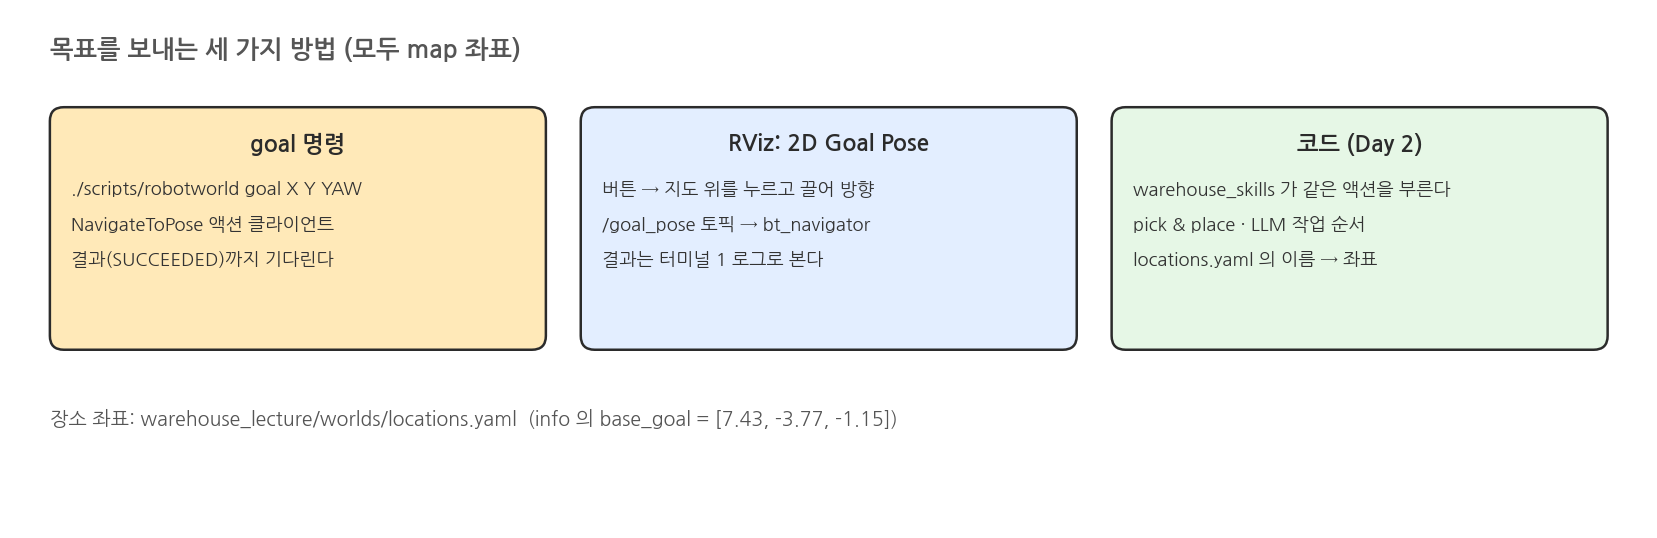 목표를 보내는 세 가지 방법 (모두 map 좌표)
goal 명령
./scripts/robotworld goal X Y YAW
NavigateToPose 액션 클라이언트
결과(SUCCEEDED)까지 기다린다
RViz: 2D Goal Pose
버튼 → 지도 위를 누르고 끌어 방향
/goal_pose 토픽 → bt_navigator
결과는 터미널 1 로그로 본다
코드 (Day 2)
warehouse_skills 가 같은 액션을 부른다
pick & place · LLM 작업 순서
locations.yaml 의 이름 → 좌표
장소 좌표: warehouse_lecture/worlds/locations.yaml (info 의 base_goal = [7.43, -3.77, -1.15])